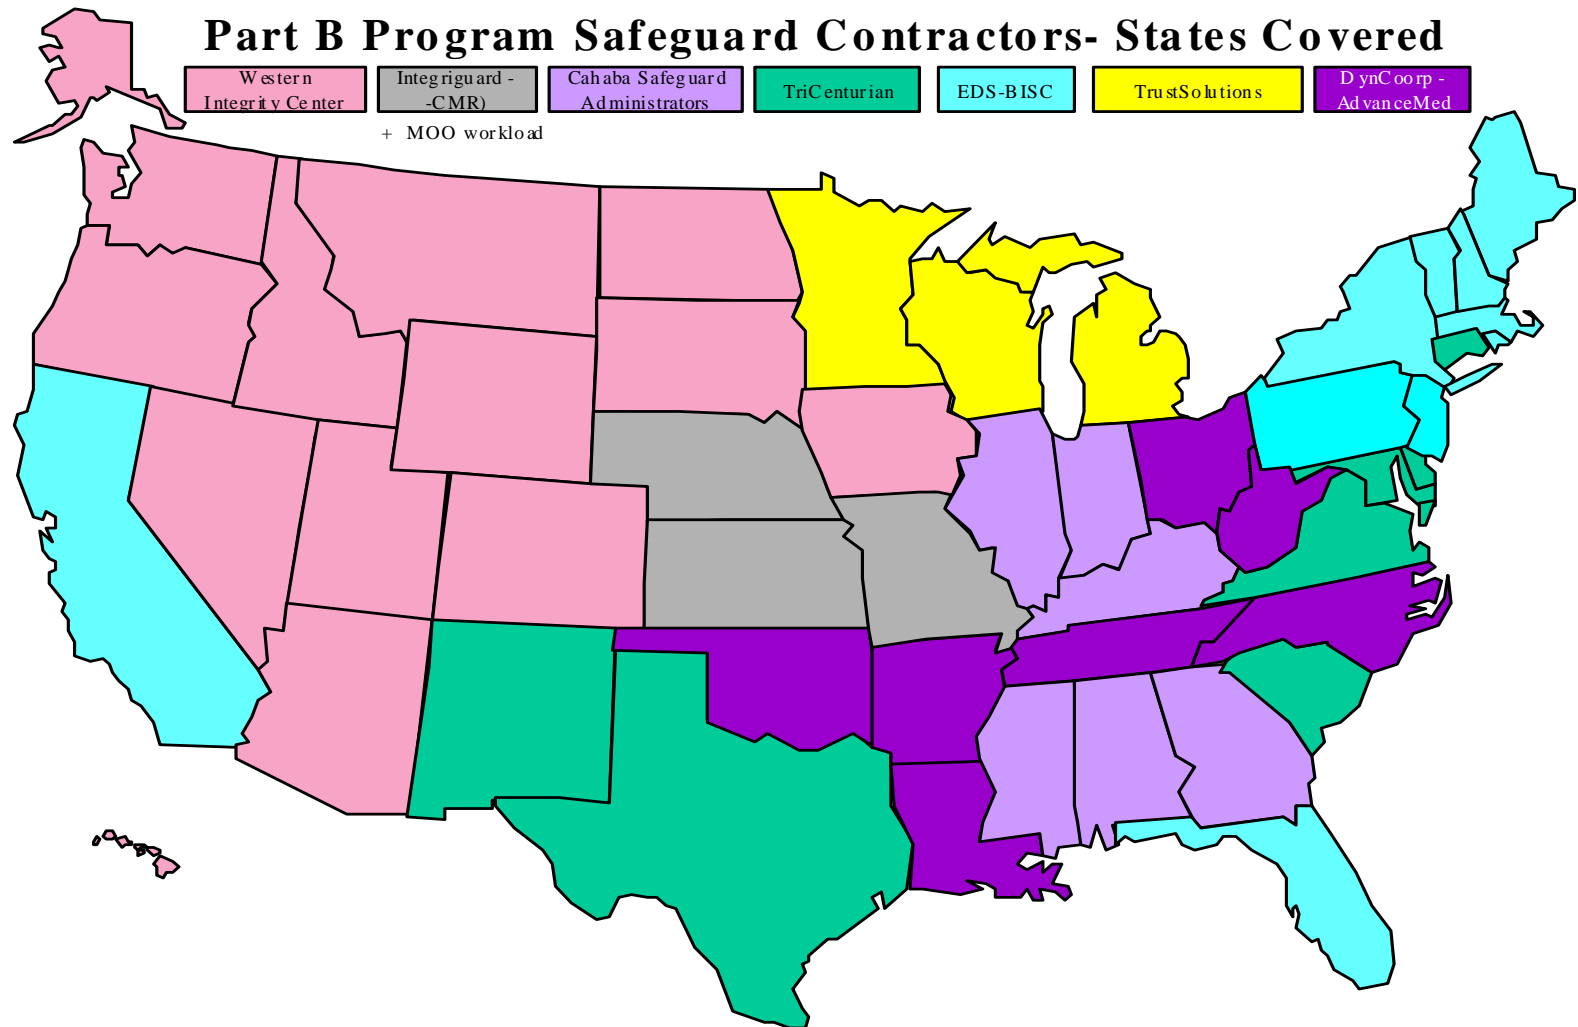 Part B Program Safeguard Contractors- States Covered
Western
Integrity Center
Integriguard -
-CMR)
Cahaba Safeguard
Administrators
TriCenturian
EDS-BISC
TrustSolutions
DynCoorp -
AdvanceMed
+ MOO workload